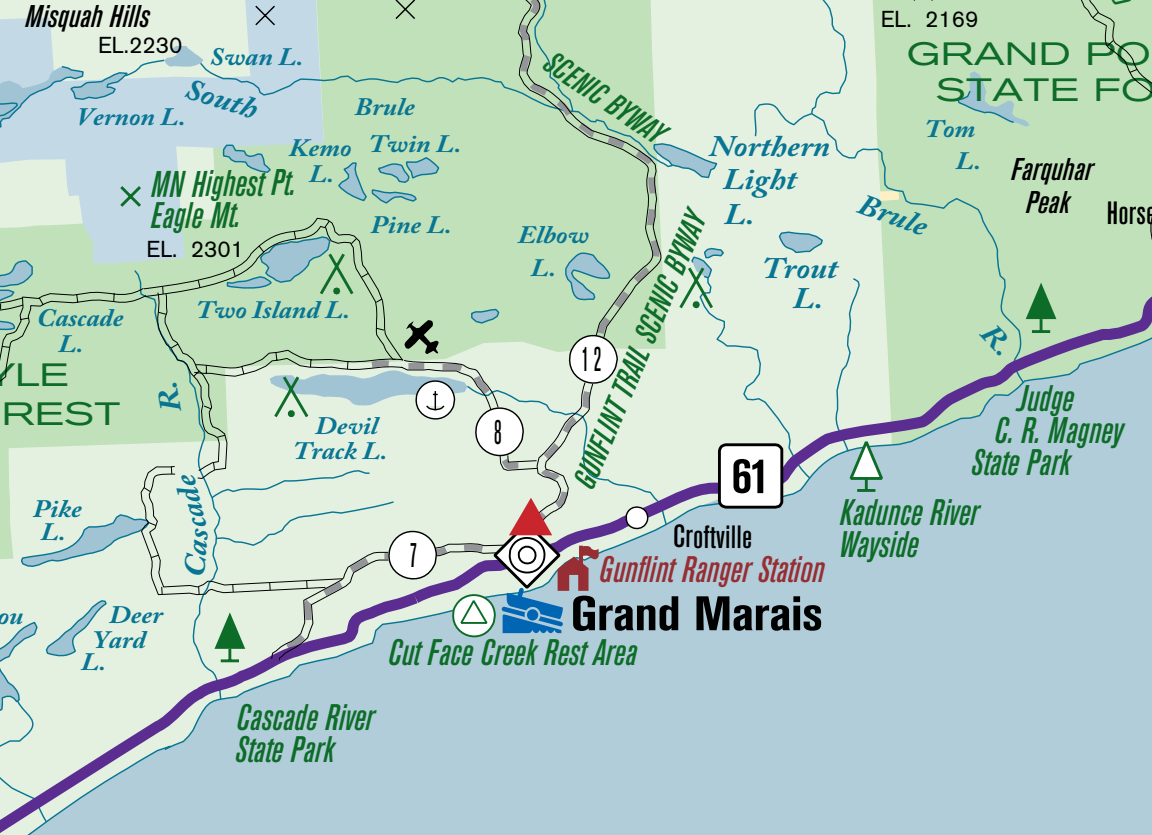 Misquah Hills
EL.2230
EL. 2169
GRAND PO
STATE FO
Swan L.
South
Brule
SCENIC BYWAY
Vernon L.
Kemo
L.
Twin L.
Northern
Light
L.
Tom
L.
Farquhar
Peak
MN Highest Pt.
Eagle Mt.
EL. 2301
Pine L.
Elbow
L.
Brule
R.
Horse
Trout
L.
Two Island L.
Cascade
L.
GUNFLINT TRAIL SCENIC BYWAY
12
YLE
REST
R.
Cascade
Devil
Track L.
8
Judge
C. R. Magney
State Park
61
Pike
L.
Kadunce River
Wayside
Croftville
7
Gunflint Ranger Station
Grand Marais
ou
Deer
Yard
L.
Cut Face Creek Rest Area
Cascade River
State Park